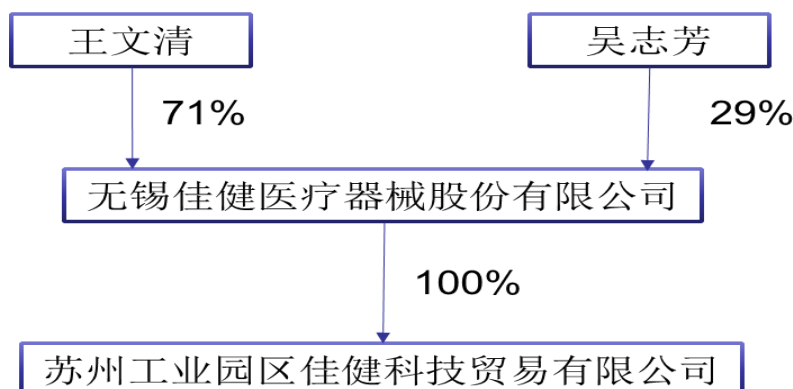 王文清
吴志芳
71%
29%
无锡佳健医疗器械股份有限公司
100%
苏州工业园区佳健科技贸易有限公司